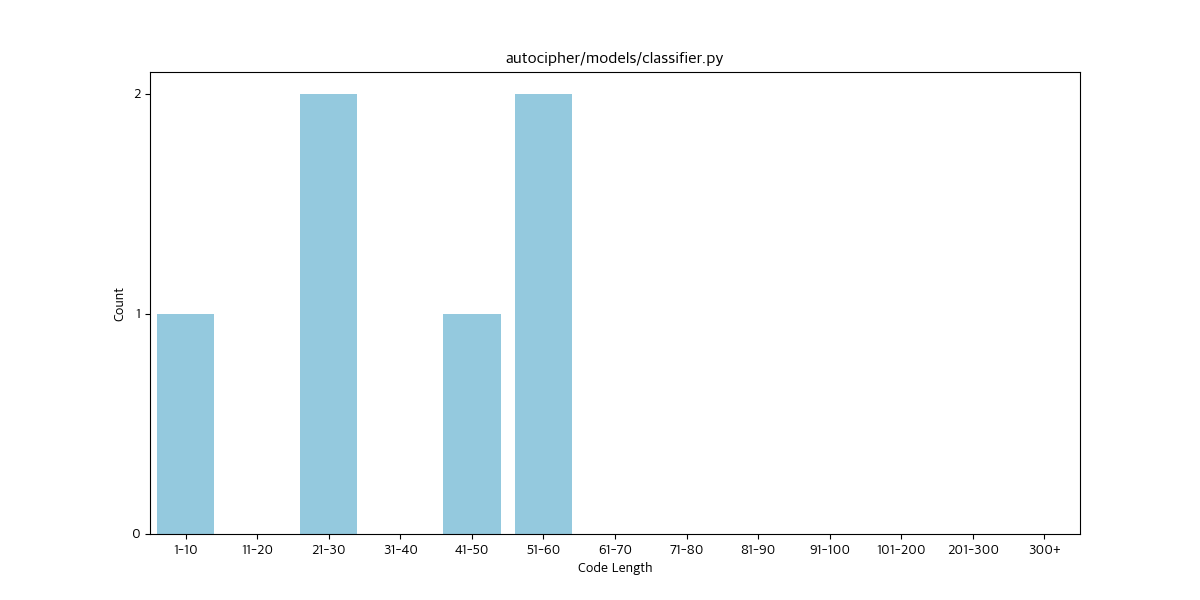 autocipher/models/classifier.py
Count
2
1
0
1-10 11-20 21-30 31-40 41-50 51-60 61-70 71-80 81-90 91-100 101-200 201-300 300+
Code Length